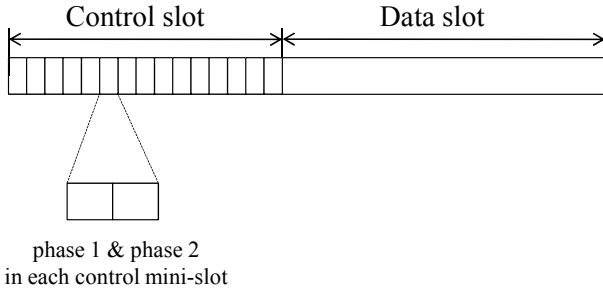 Control slot
Data slot
phase 1 & phase 2
in each control mini-slot